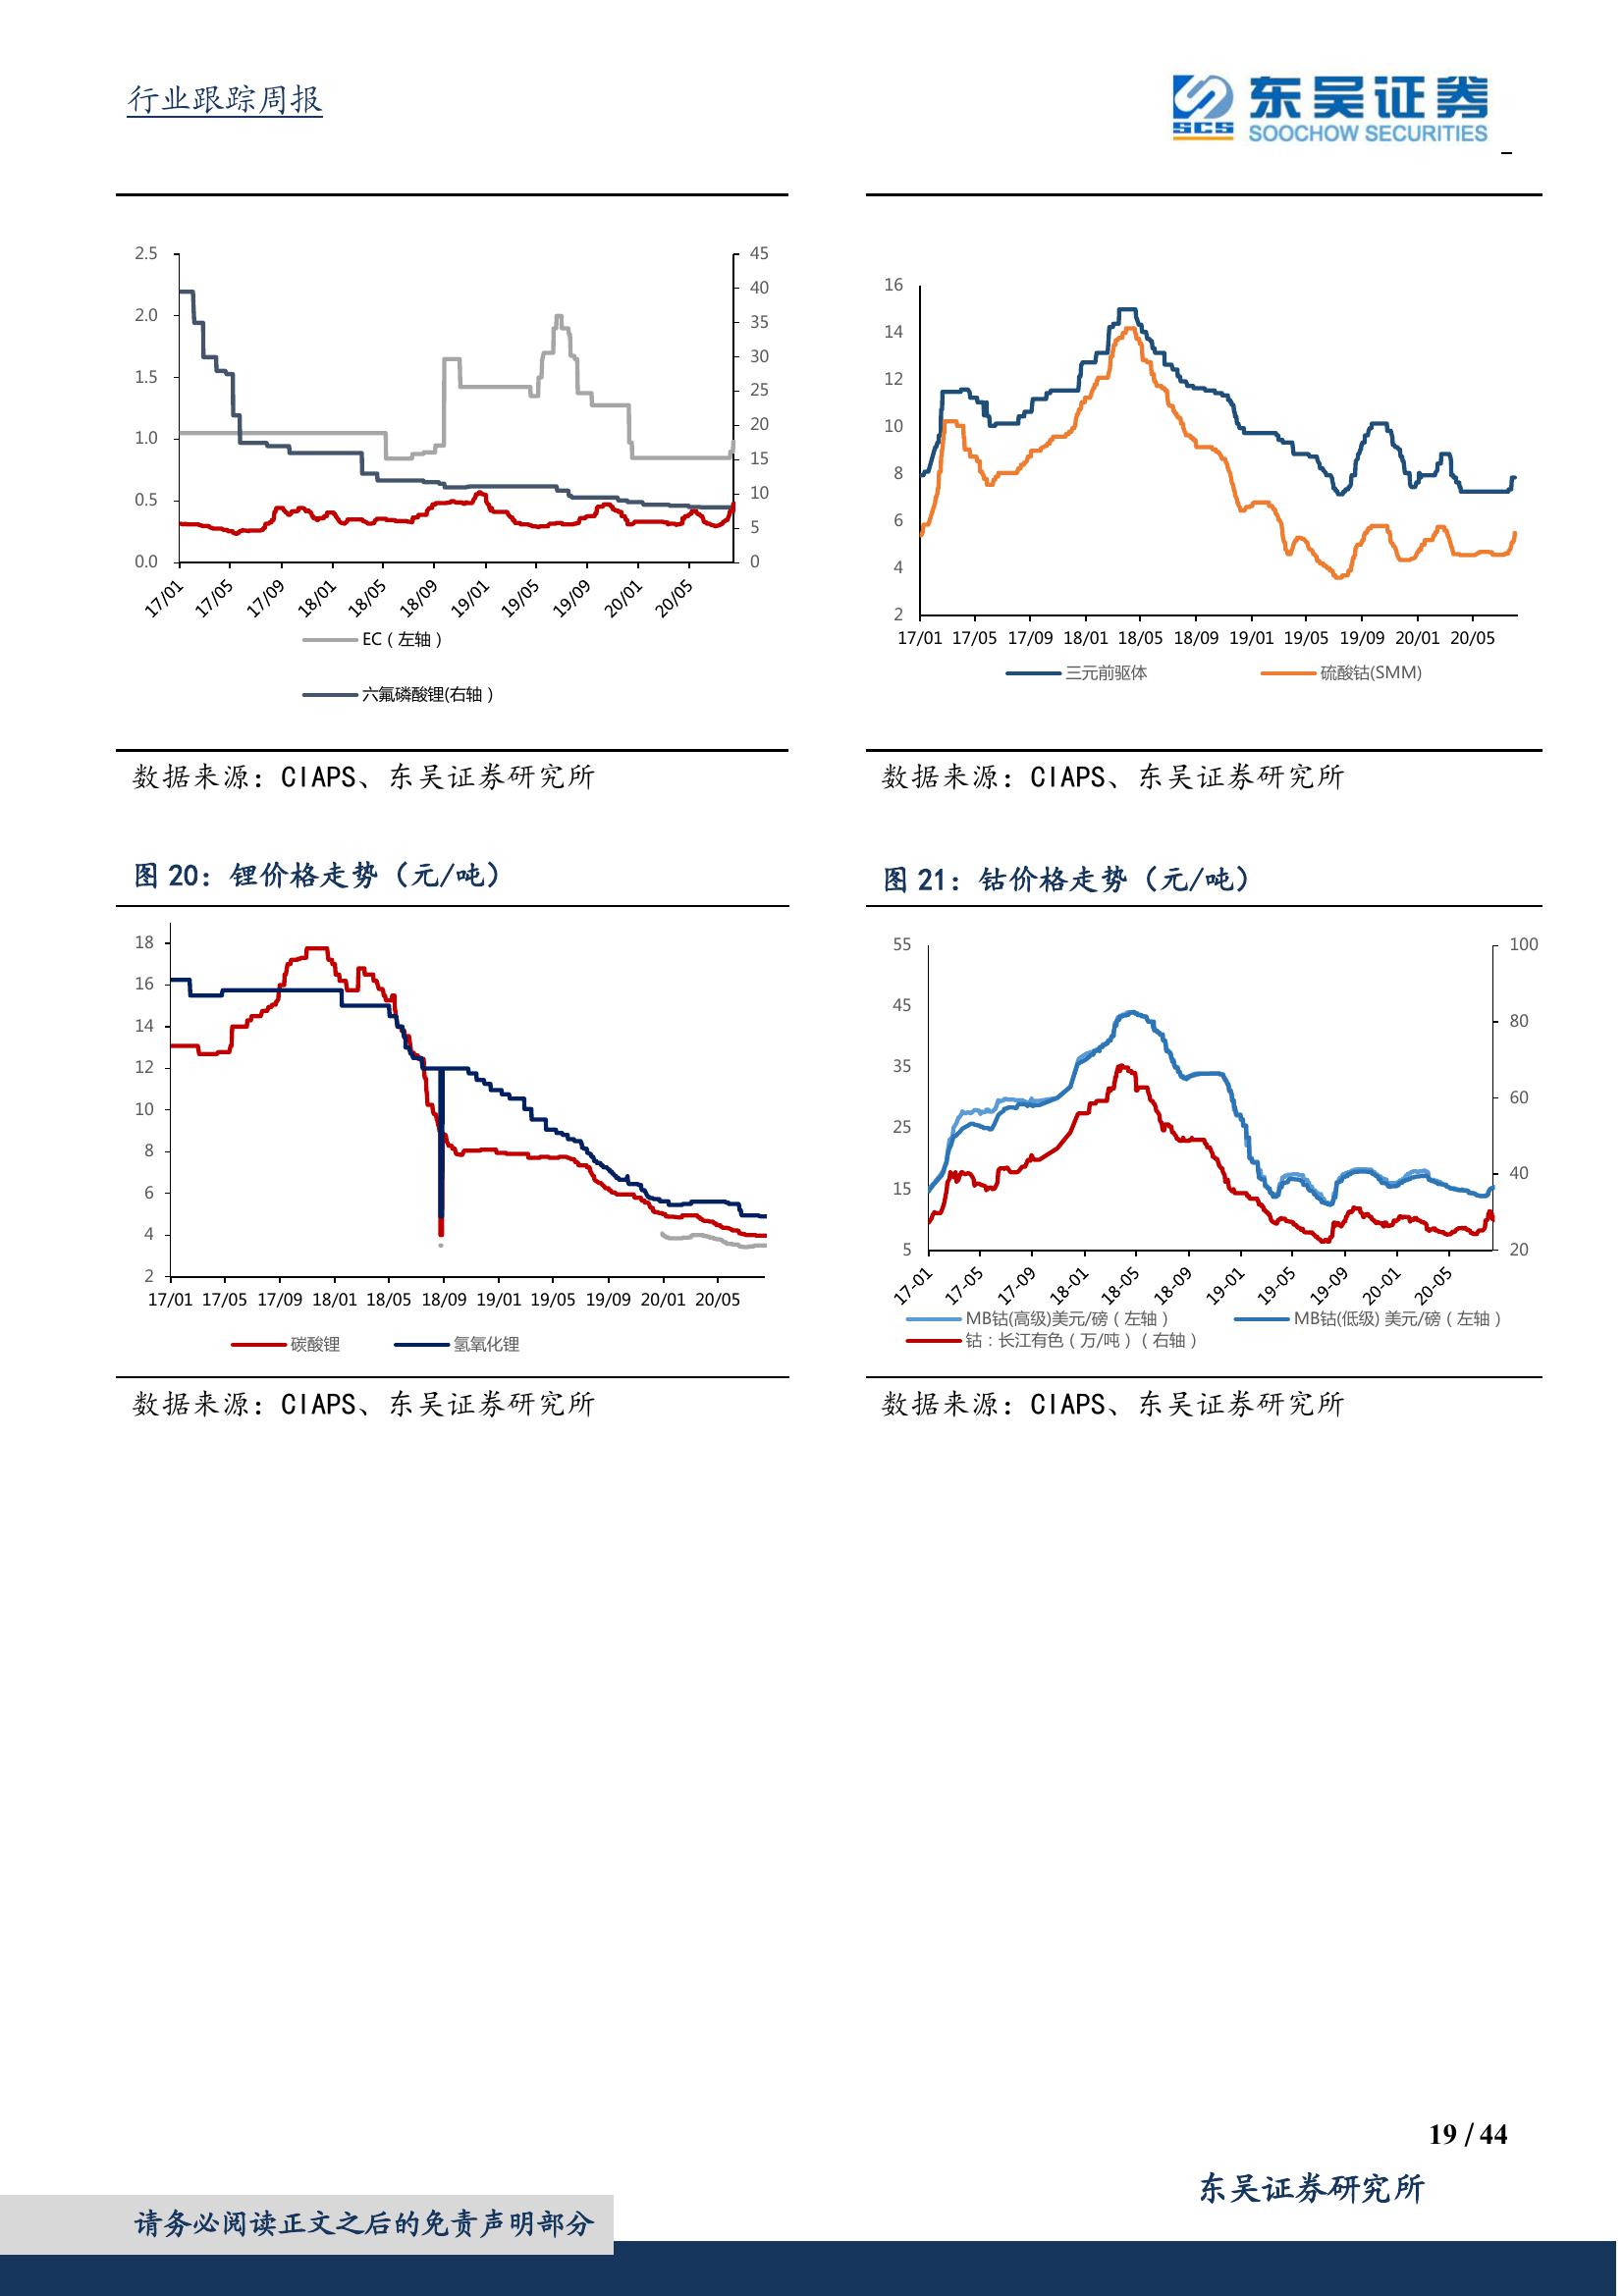 行业跟踪周报
SCS 东吴证券
SOOCHOW SECURITIES
2.5
2.0
1.5
1.0
0.5
0.0
45
40
35
30
25
20
15
10
5
0
17/01 17/05 17/09 18/01 18/05 18/09 19/01 19/05 19/09 20/01 20/05
EC（左轴）
六氟磷酸锂(右轴）
16
14
12
10
8
6
4
2
17/01 17/05 17/09 18/01 18/05 18/09 19/01 19/05 19/09 20/01 20/05
三元前驱体 硫酸钴(SMM)
数据来源：CIAPS、东吴证券研究所
数据来源：CIAPS、东吴证券研究所
图 20：锂价格走势（元/吨）
18
16
14
12
10
8
6
4
2
17/01 17/05 17/09 18/01 18/05 18/09 19/01 19/05 19/09 20/01 20/05
碳酸锂 氢氧化锂
数据来源：CIAPS、东吴证券研究所
图 21：钴价格走势（元/吨）
55
45
35
25
15
5
100
80
60
40
20
17-01 17-05 17-09 18-01 18-05 18-09 19-01 19-05 19-09 20-01 20-05
MB钴(高级)美元/磅（左轴） MB钴(低级) 美元/磅（左轴）
钴：长江有色（万/吨）（右轴）
数据来源：CIAPS、东吴证券研究所
19 / 44
东吴证券研究所
请务必阅读正文之后的免责声明部分